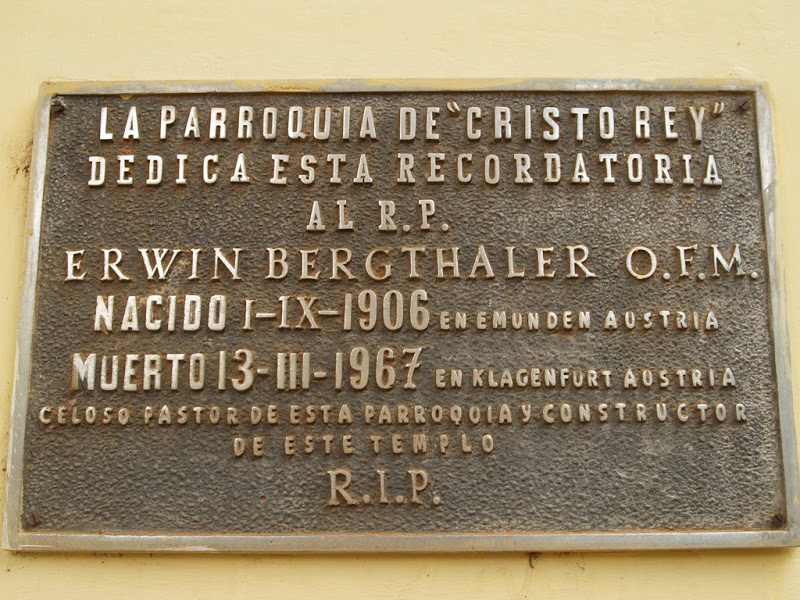 LA PARROQUIA DE "CRISTO REY"
DEDICA ESTA RECORDATORIA
AL R.P.
ERWIN BERGTHALER O.F.M.
NACIDO I-IX-1906 EN EMUNDEN AUSTRIA
MUERTO 13-III-1967 EN KLAGENFURT AUSTRIA
CELOSO PASTOR DE ESTA PARROQUIA Y CONSTRUCTOR
DE ESTE TEMPLO
R.I.P.